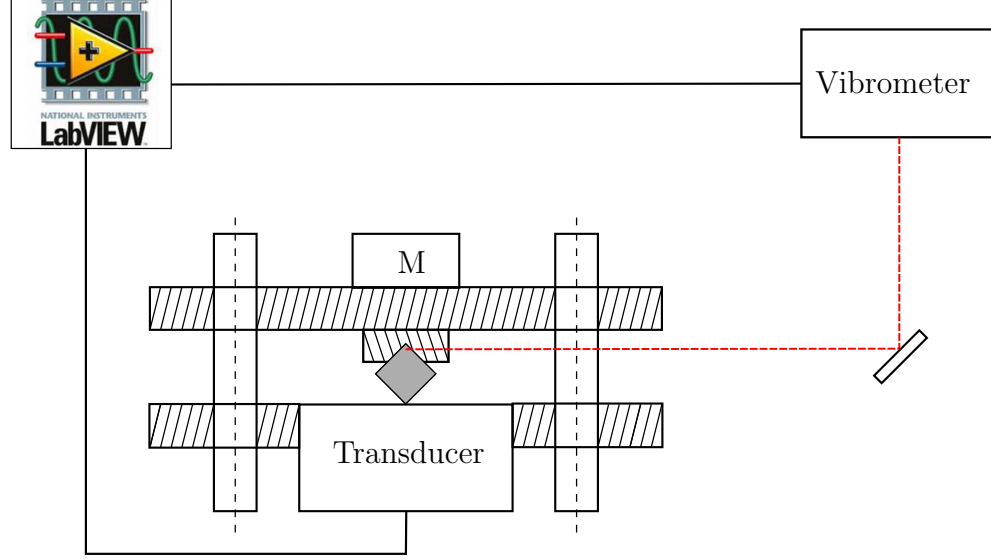 NATIONAL INSTRUMENTS
LabVIEW
Vibrometer
M
Transducer